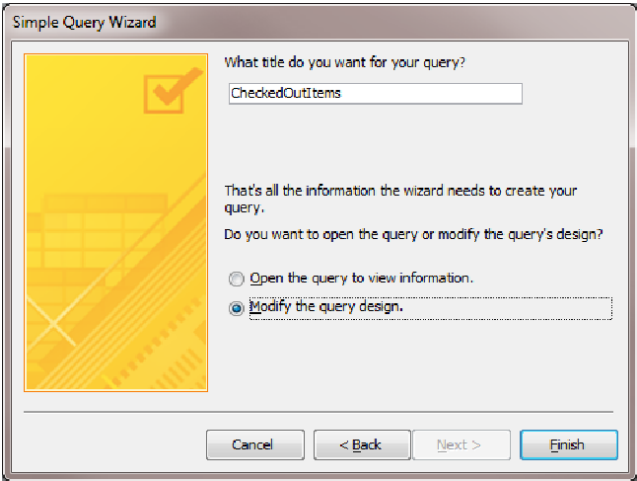 Simple Query Wizard
What title do you want for your query?
CheckedOutItems
That's all the information the wizard needs to create your
query.
Do you want to open the query or modify the query's design?
Open the query to view information.
Modify the query design.
Cancel
< Back
Next >
Finish